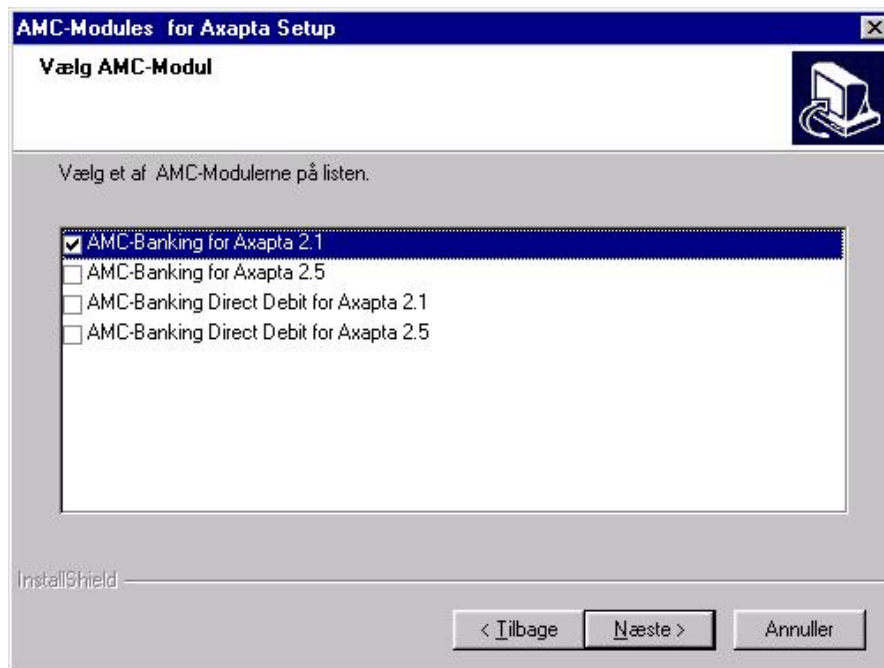 AMC-Modules for Axapta Setup
Vælg AMC-Modul
Vælg et af AMC-Modulerne på listen.
AMC-Banking for Axapta 2.1
AMC-Banking for Axapta 2.5
AMC-Banking Direct Debit for Axapta 2.1
AMC-Banking Direct Debit for Axapta 2.5
InstallShield
< Tilbage
Næste >
Annuller